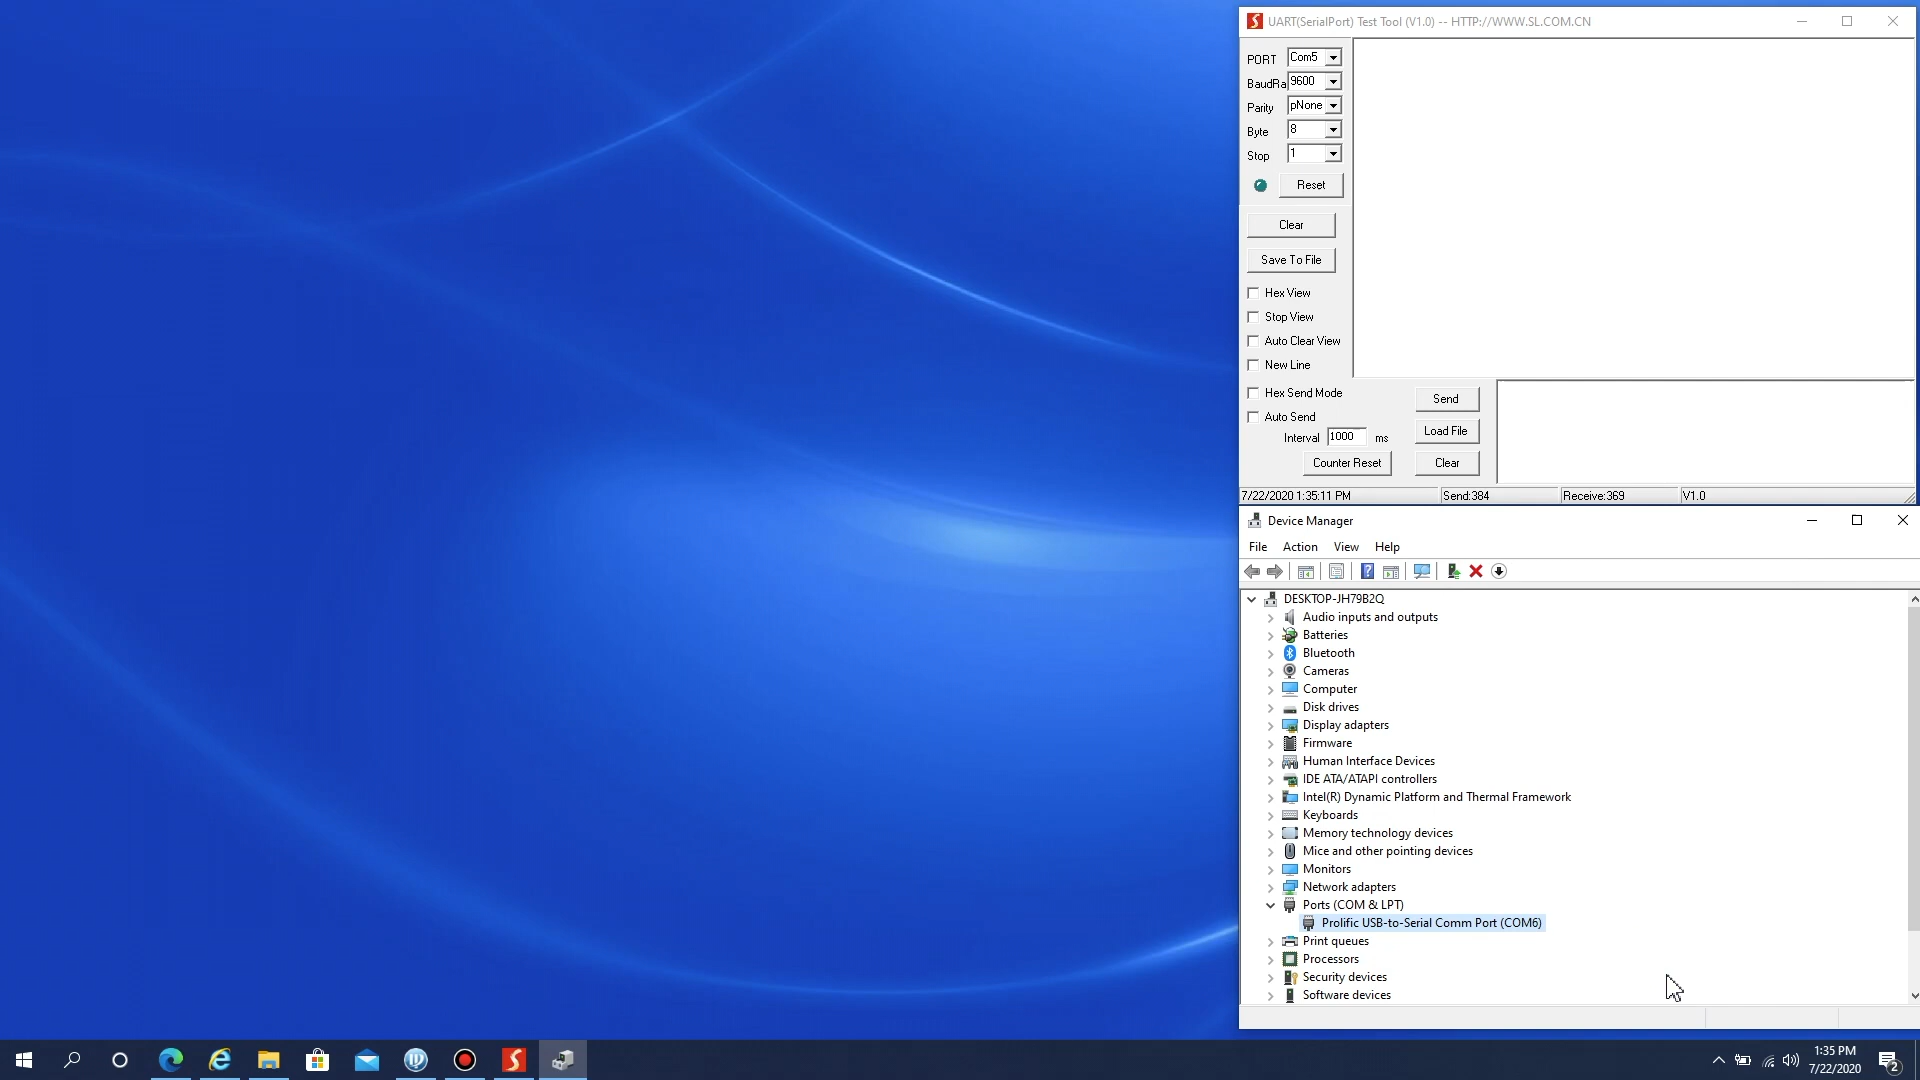 UART(SerialPort) Test Tool (V1.0) -- HTTP://WWW.SL.COM.CN
PORT Com5
BaudRa 9600
Parity pNone
Byte 8
Stop 1
Reset
Clear
Save To File
Hex View
Stop View
Auto Clear View
New Line
Hex Send Mode
Send
Auto Send
Load File
Interval 1000 ms
Counter Reset
Clear
7/22/2020 1:35:11 PM Send:384 Receive:369 V1.0
Device Manager
File Action View Help
DESKTOP-JH79B2Q
Audio inputs and outputs
Batteries
Bluetooth
Cameras
Computer
Disk drives
Display adapters
Firmware
Human Interface Devices
IDE ATA/ATAPI controllers
Intel(R) Dynamic Platform and Thermal Framework
Keyboards
Memory technology devices
Mice and other pointing devices
Monitors
Network adapters
Ports (COM & LPT)
Prolific USB-to-Serial Comm Port (COM6)
Print queues
Processors
Security devices
Software devices
1:35 PM
7/22/2020
2